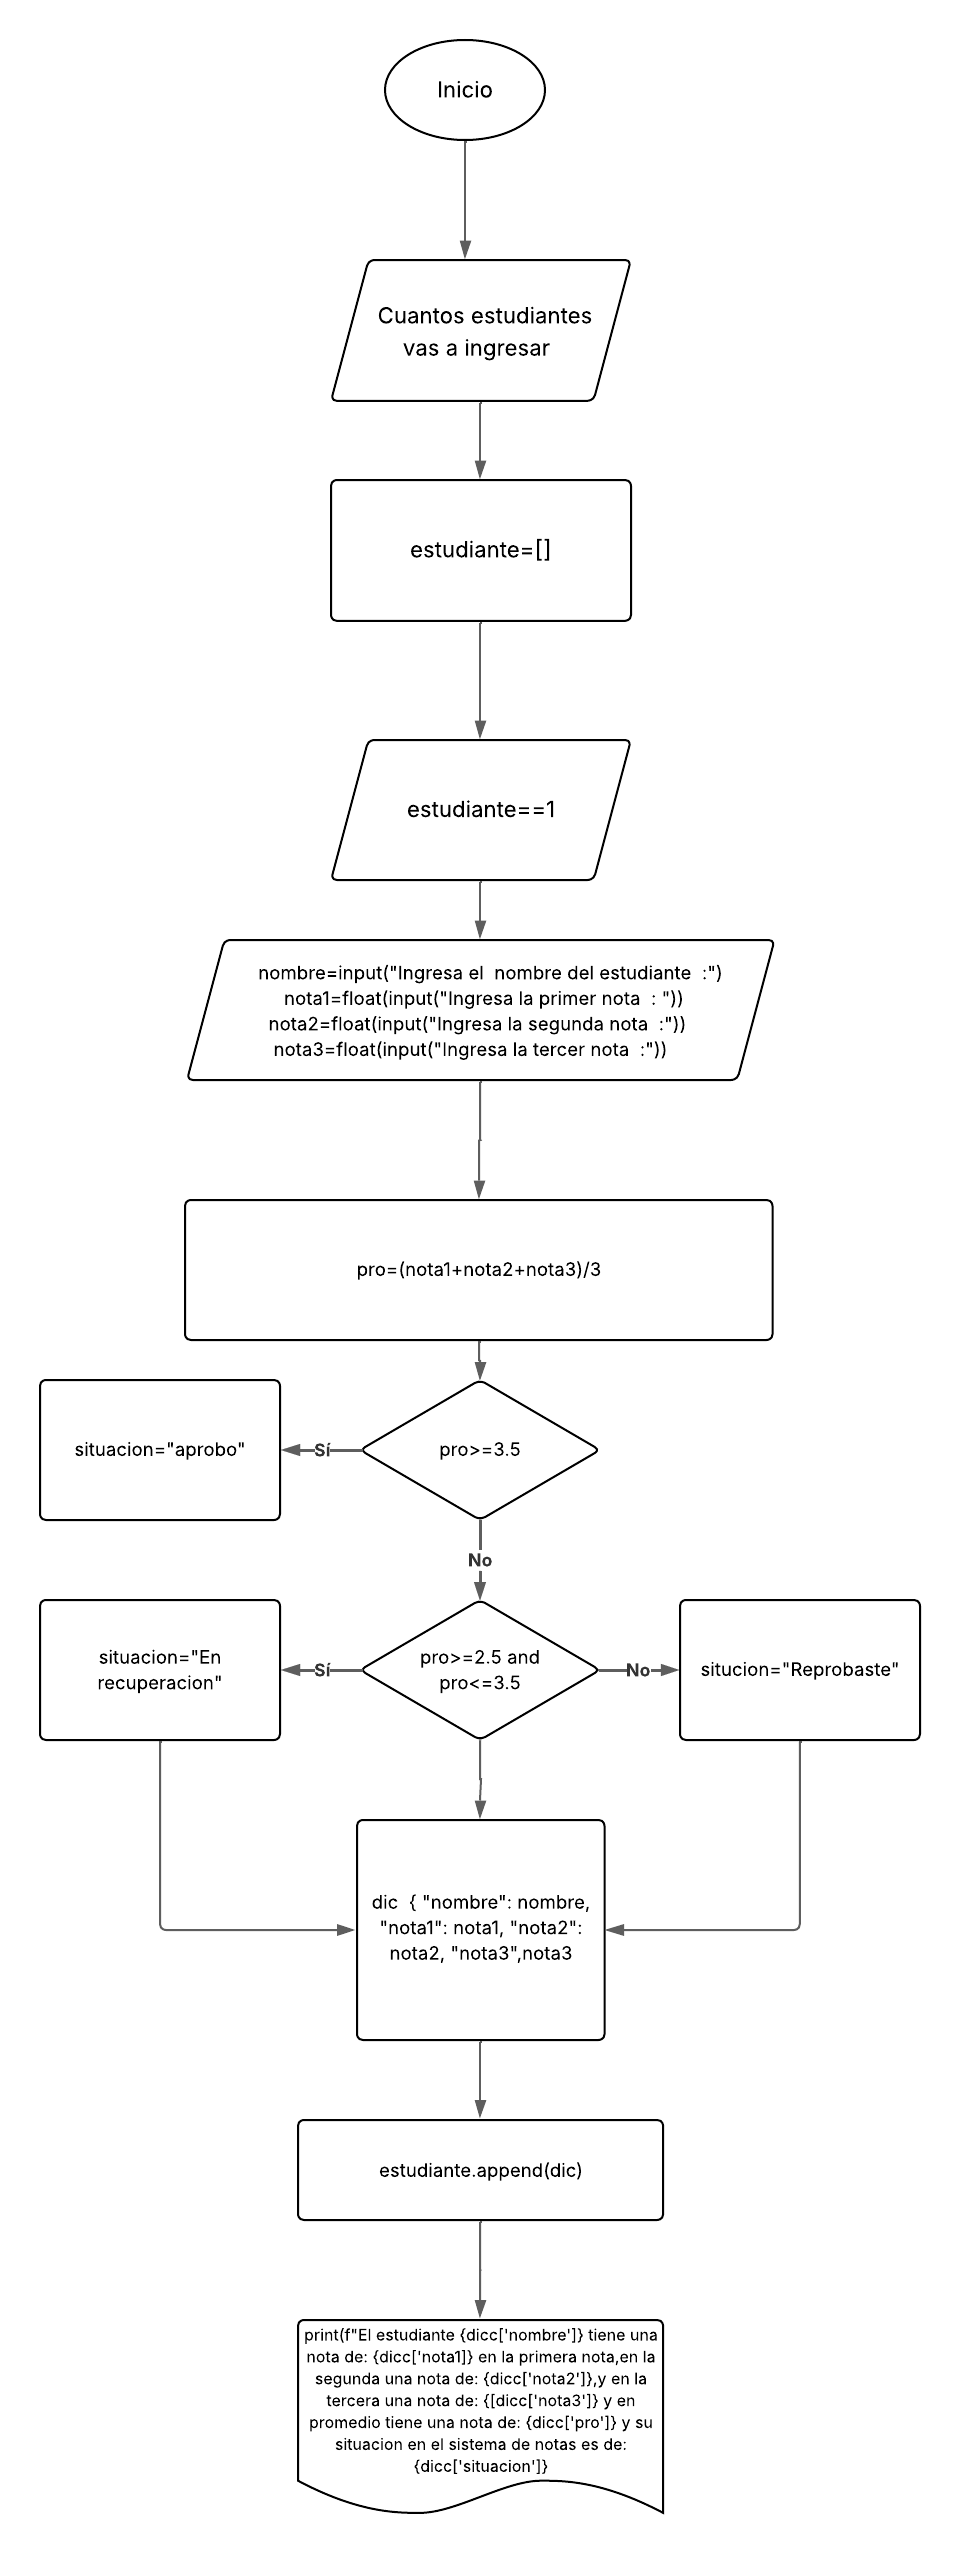 Inicio
Cuantos estudiantes
vas a ingresar
estudiante=[]
estudiante==1
nombre=input("Ingresa el  nombre del estudiante  :")
nota1=float(input("Ingresa la primer nota  : "))
nota2=float(input("Ingresa la segunda nota  :"))
nota3=float(input("Ingresa la tercer nota  :"))
pro=(nota1+nota2+nota3)/3
situacion="aprobo"
Sí
pro>=3.5
No
situacion="En
recuperacion"
Sí
pro>=2.5 and
pro<=3.5
No
situcion="Reprobaste"
dic  { "nombre": nombre,
"nota1": nota1, "nota2":
nota2, "nota3",nota3
estudiante.append(dic)
print(f"El estudiante {dicc['nombre']} tiene una
nota de: {dicc['nota1]} en la primera nota,en la
segunda una nota de: {dicc['nota2']},y en la
tercera una nota de: {[dicc['nota3']} y en
promedio tiene una nota de: {dicc['pro']} y su
situacion en el sistema de notas es de:
{dicc['situacion']}